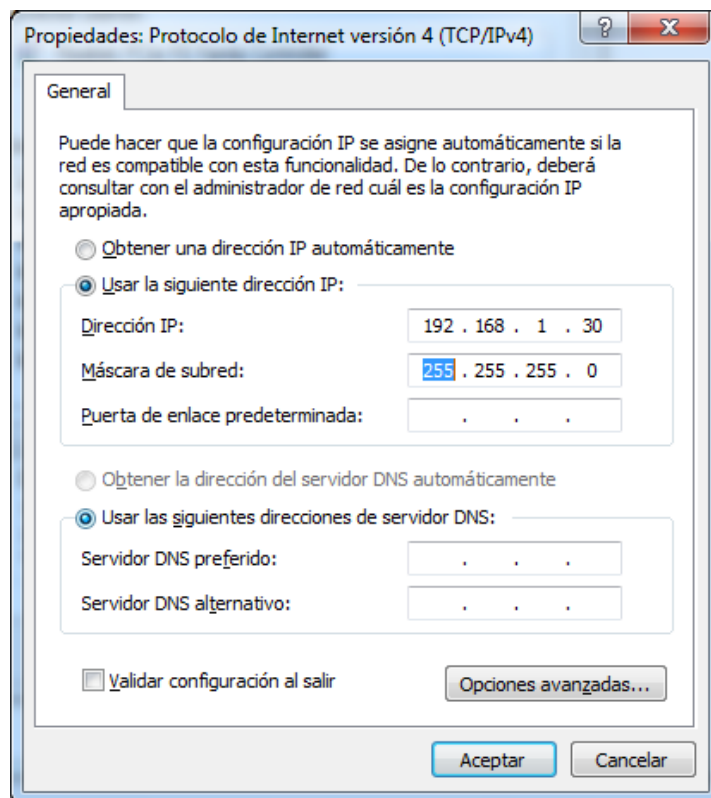 Propiedades: Protocolo de Internet versión 4 (TCP/IPv4)
General
Puede hacer que la configuración IP se asigne automáticamente si la
red es compatible con esta funcionalidad. De lo contrario, deberá
consultar con el administrador de red cuál es la configuración IP
apropiada.
Obtener una dirección IP automáticamente
Usar la siguiente dirección IP:
Dirección IP: 192 . 168 . 1 . 30
Máscara de subred: 255 . 255 . 255 . 0
Puerta de enlace predeterminada: . . .
Obtener la dirección del servidor DNS automáticamente
Usar las siguientes direcciones de servidor DNS:
Servidor DNS preferido: . . .
Servidor DNS alternativo: . . .
Validar configuración al salir
Opciones avanzadas...
Aceptar Cancelar